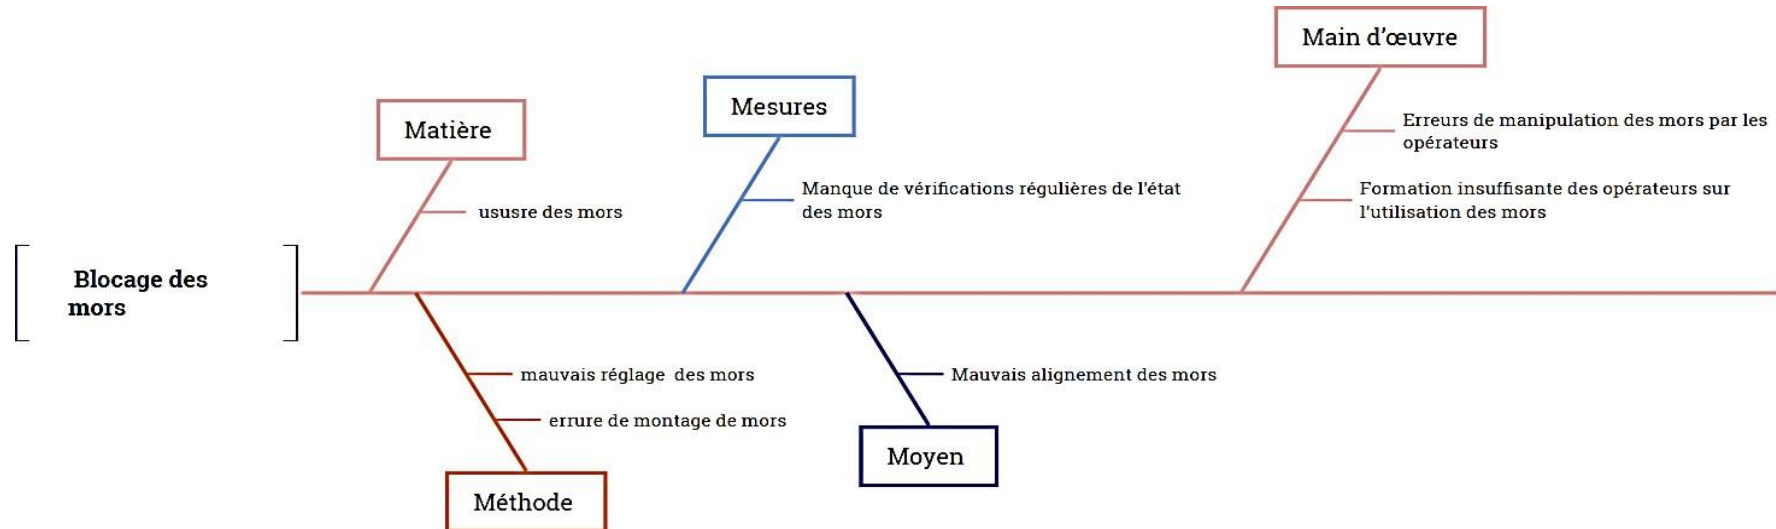 Main d'œuvre
Mesures
Matière
Erreurs de manipulation des mors par les
opérateurs
Manque de vérifications régulières de l'état
des mors
Formation insuffisante des opérateurs sur
l'utilisation des mors
ususre des mors
Blocage des
mors
mauvais réglage des mors
errure de montage de mors
Mauvais alignement des mors
Moyen
Méthode